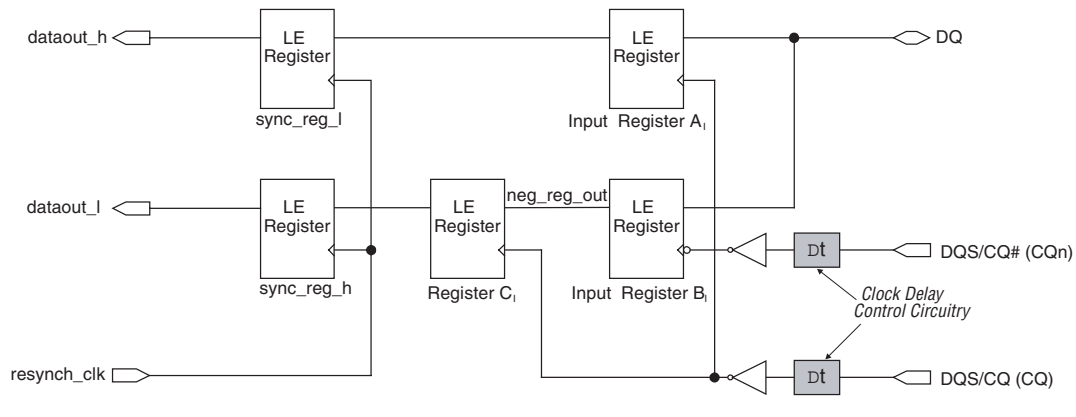 dataout_h
LE
Register
sync_reg_l
LE
Register
Input Register A I
DQ
dataout_l
LE
Register
sync_reg_h
LE
Register
Register C I
neg_reg_out
LE
Register
Input Register B I
Dt
DQS/CQ# (CQn)
Clock Delay
Control Circuitry
resynch_clk
Dt
DQS/CQ (CQ)